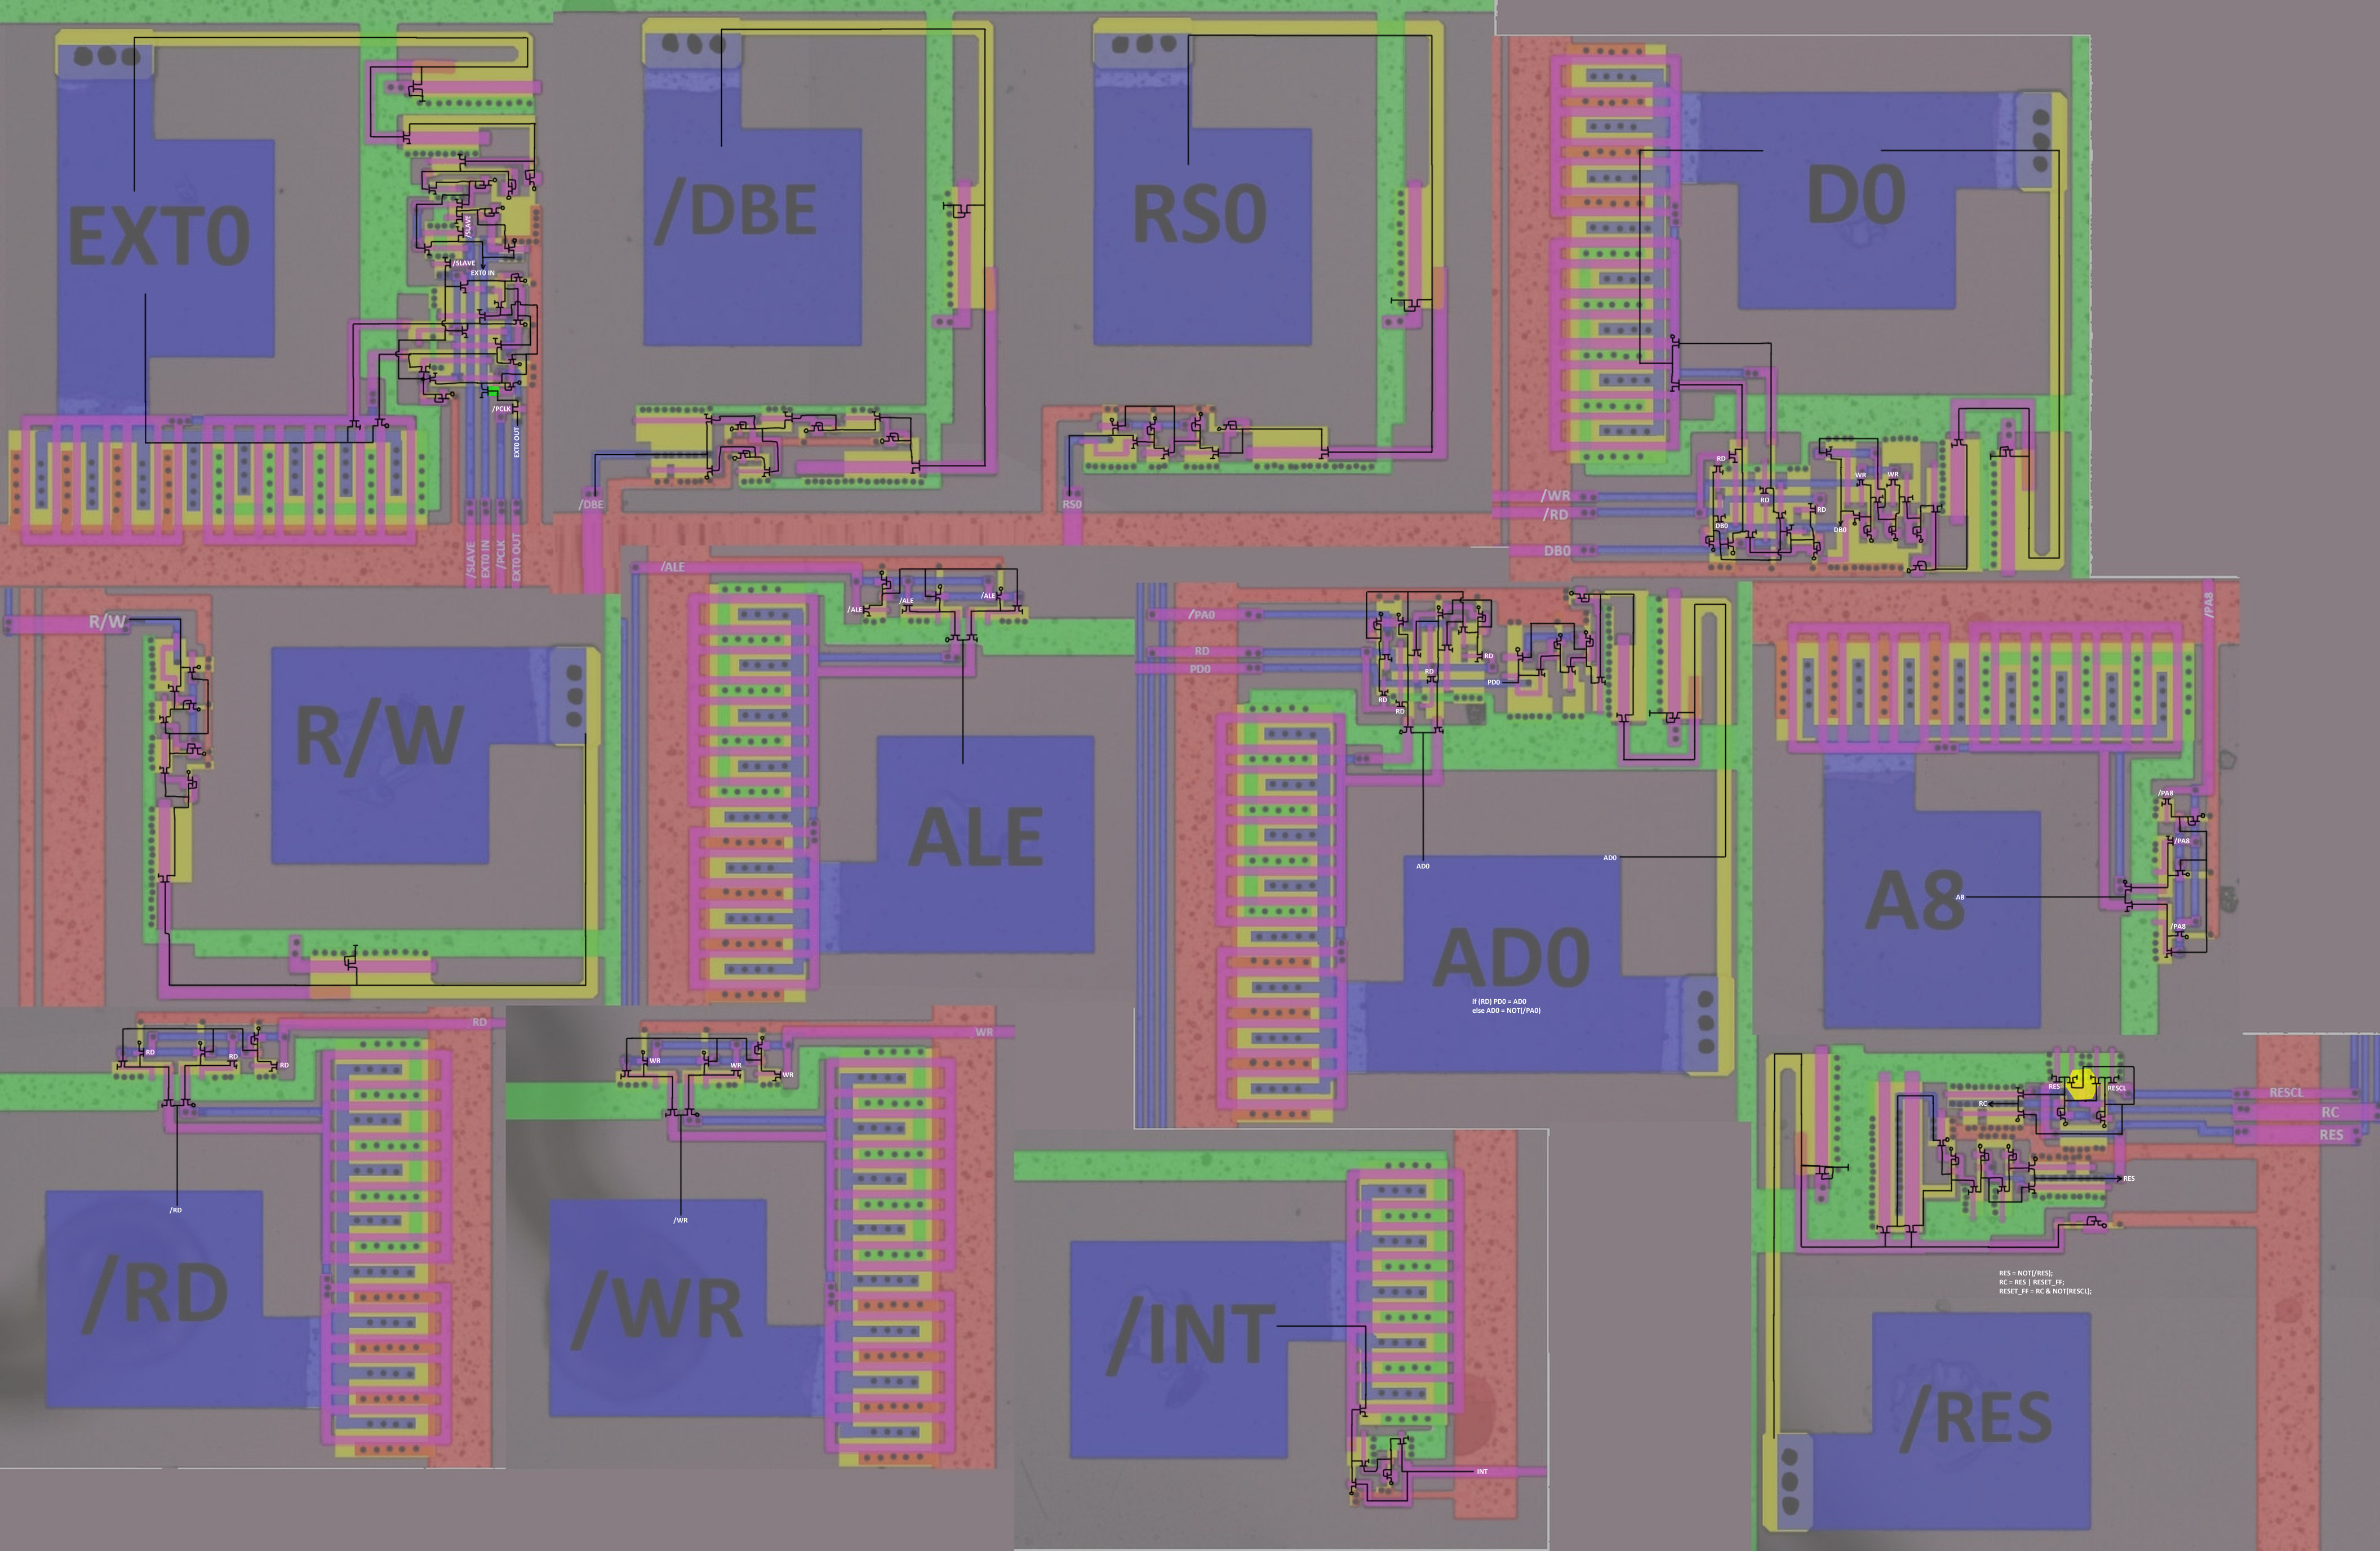 EXT0
/SLAVE
/SLAVE
EXT0 IN
/PCLK
EXT0 OUT
/SLAVE
EXT0 IN
/PCLK
EXT0 OUT
/DBE
/DBE
RS0
RS0
D0
RD
WR
WR
RD
RD
DB0
DB0
/WR
/RD
DB0
R/W
R/W
/ALE
/ALE
/ALE
/ALE
ALE
/PA0
RD
PD0
RD
RD
RD
RD
PD0
AD0
AD0
AD0
if (RD) PD0 = AD0
else AD0 = NOT(/PA0)
/PA8
/PA8
/PA8
/PA8
A8
A8
RD
RD
RD
RD
/RD
/RD
WR
WR
WR
WR
/WR
/WR
/INT
INT
RES
RESCL
RC
RES
RESCL
RC
RES
RES = NOT(/RES);
RC = RES | RESET_FF;
RESET_FF = RC & NOT(RESCL);
/RES